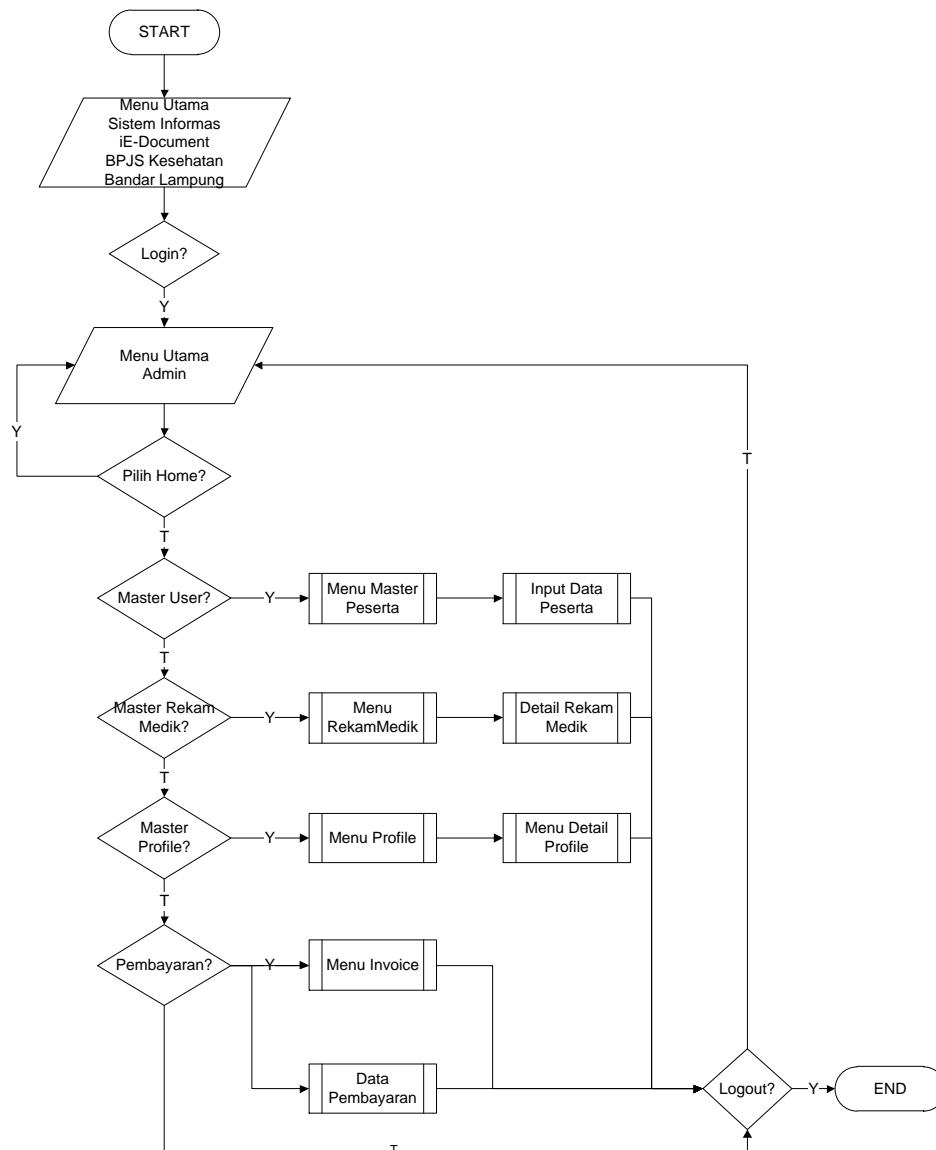 START
Menu Utama
Sistem Informas
iE-Document
BPJS Kesehatan
Bandar Lampung
Login?
Y
Menu Utama
Admin
Y
T
Pilih Home?
T
Master User?
Y
Menu Master
Peserta
Input Data
Peserta
T
Master Rekam
Medik?
Y
Menu
RekamMedik
Detail Rekam
Medik
T
Master
Profile?
Y
Menu Profile
Menu Detail
Profile
T
Pembayaran?
Y
Menu Invoice
Data
Pembayaran
Logout?
Y
END
T